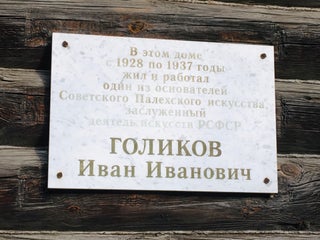 В этом доме
с 1928 по 1937 годы
жил и работал
один из основателей
Советского Палехского искусства,
заслуженный
деятель искусств РСФСР
ГОЛИКОВ
Иван Иванович